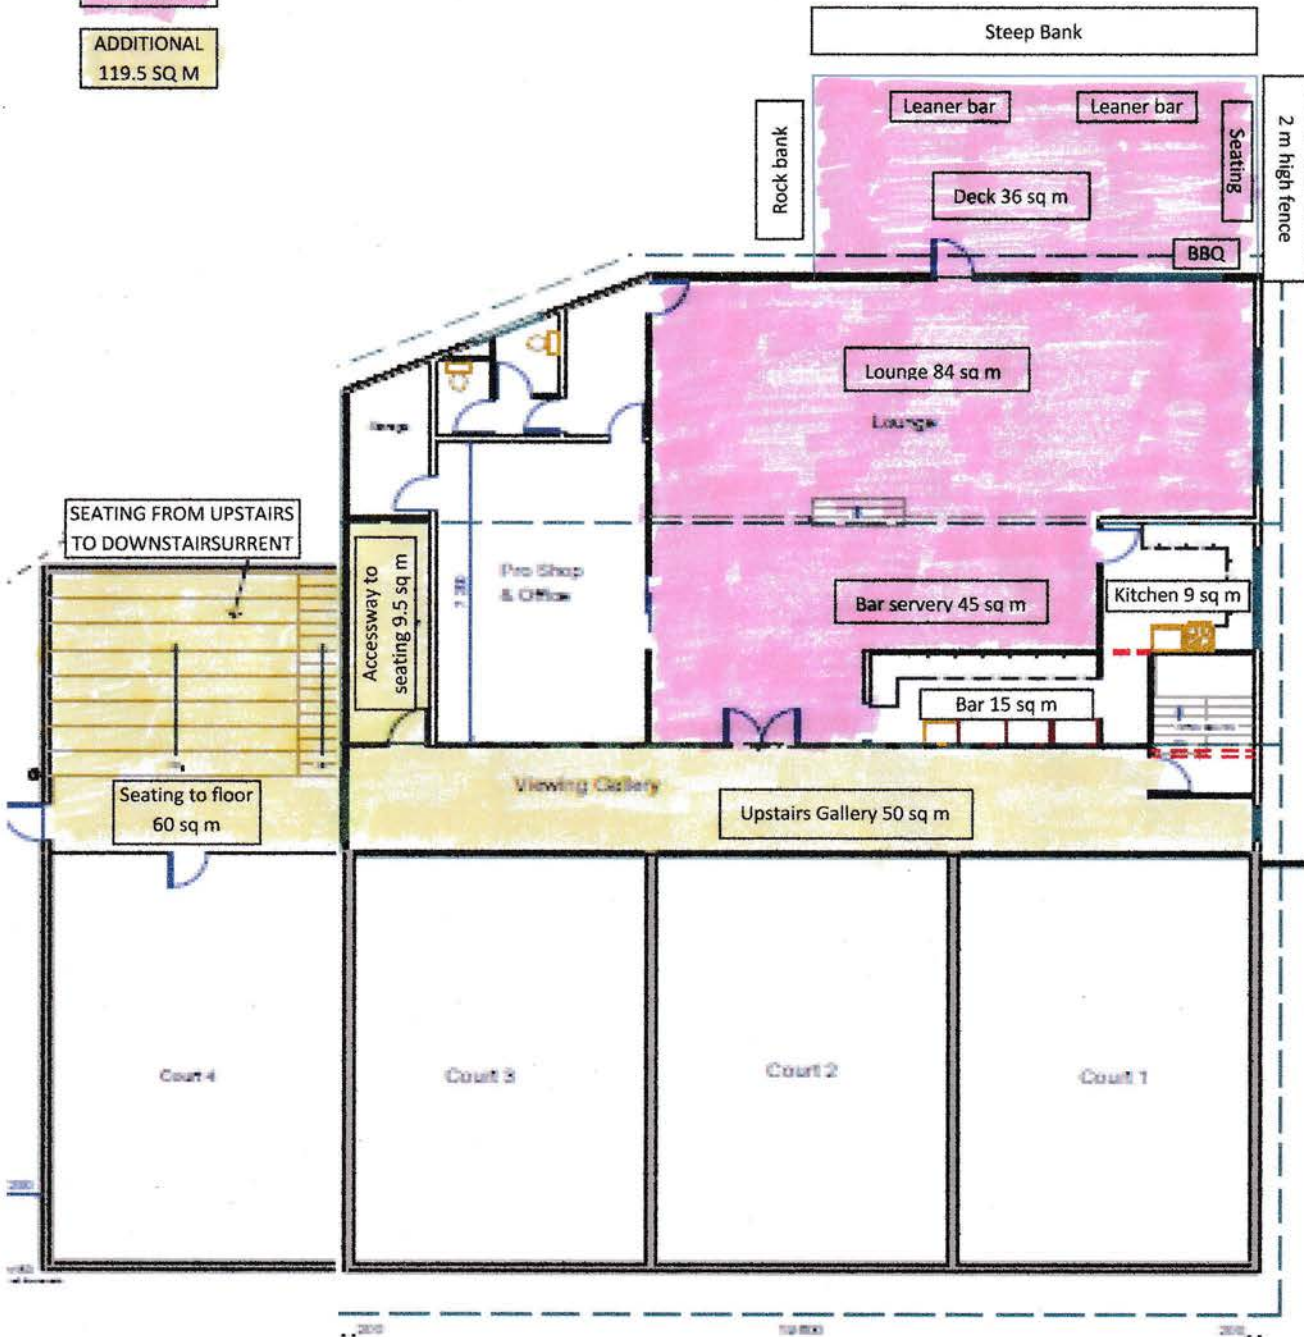 ADDITIONAL
119.5 SQ M
Steep Bank
Leaner bar
Leaner bar
Rock bank
Seating
2 m high fence
Deck 36 sq m
BBQ
Lounge 84 sq m
Lounge
SEATING FROM UPSTAIRS
TO DOWNSTAIRSURRENT
Accessway to
seating 9.5 sq m
Pro Shop
& Office
Bar servery 45 sq m
Kitchen 9 sq m
Bar 15 sq m
Viewing Gallery
Seating to floor
60 sq m
Upstairs Gallery 50 sq m
Court 4
Court 3
Court 2
Court 1